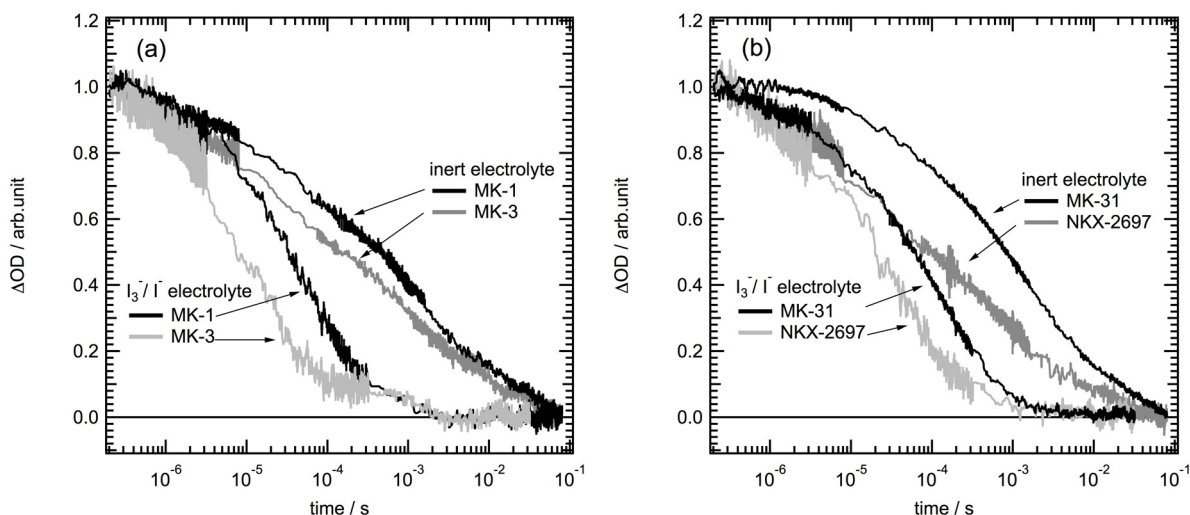 (a)
1.2
1.0
0.8
0.6
0.4
0.2
0.0
ΔOD / arb.unit
inert electrolyte
MK-1
MK-3
I₃⁻/ I⁻ electrolyte
MK-1
MK-3
10⁻⁶ 10⁻⁵ 10⁻⁴ 10⁻³ 10⁻² 10⁻¹
time / s
(b)
1.2
1.0
0.8
0.6
0.4
0.2
0.0
ΔOD / arb.unit
inert electrolyte
MK-31
NKX-2697
I₃⁻/ I⁻ electrolyte
MK-31
NKX-2697
10⁻⁶ 10⁻⁵ 10⁻⁴ 10⁻³ 10⁻² 10⁻¹
time / s